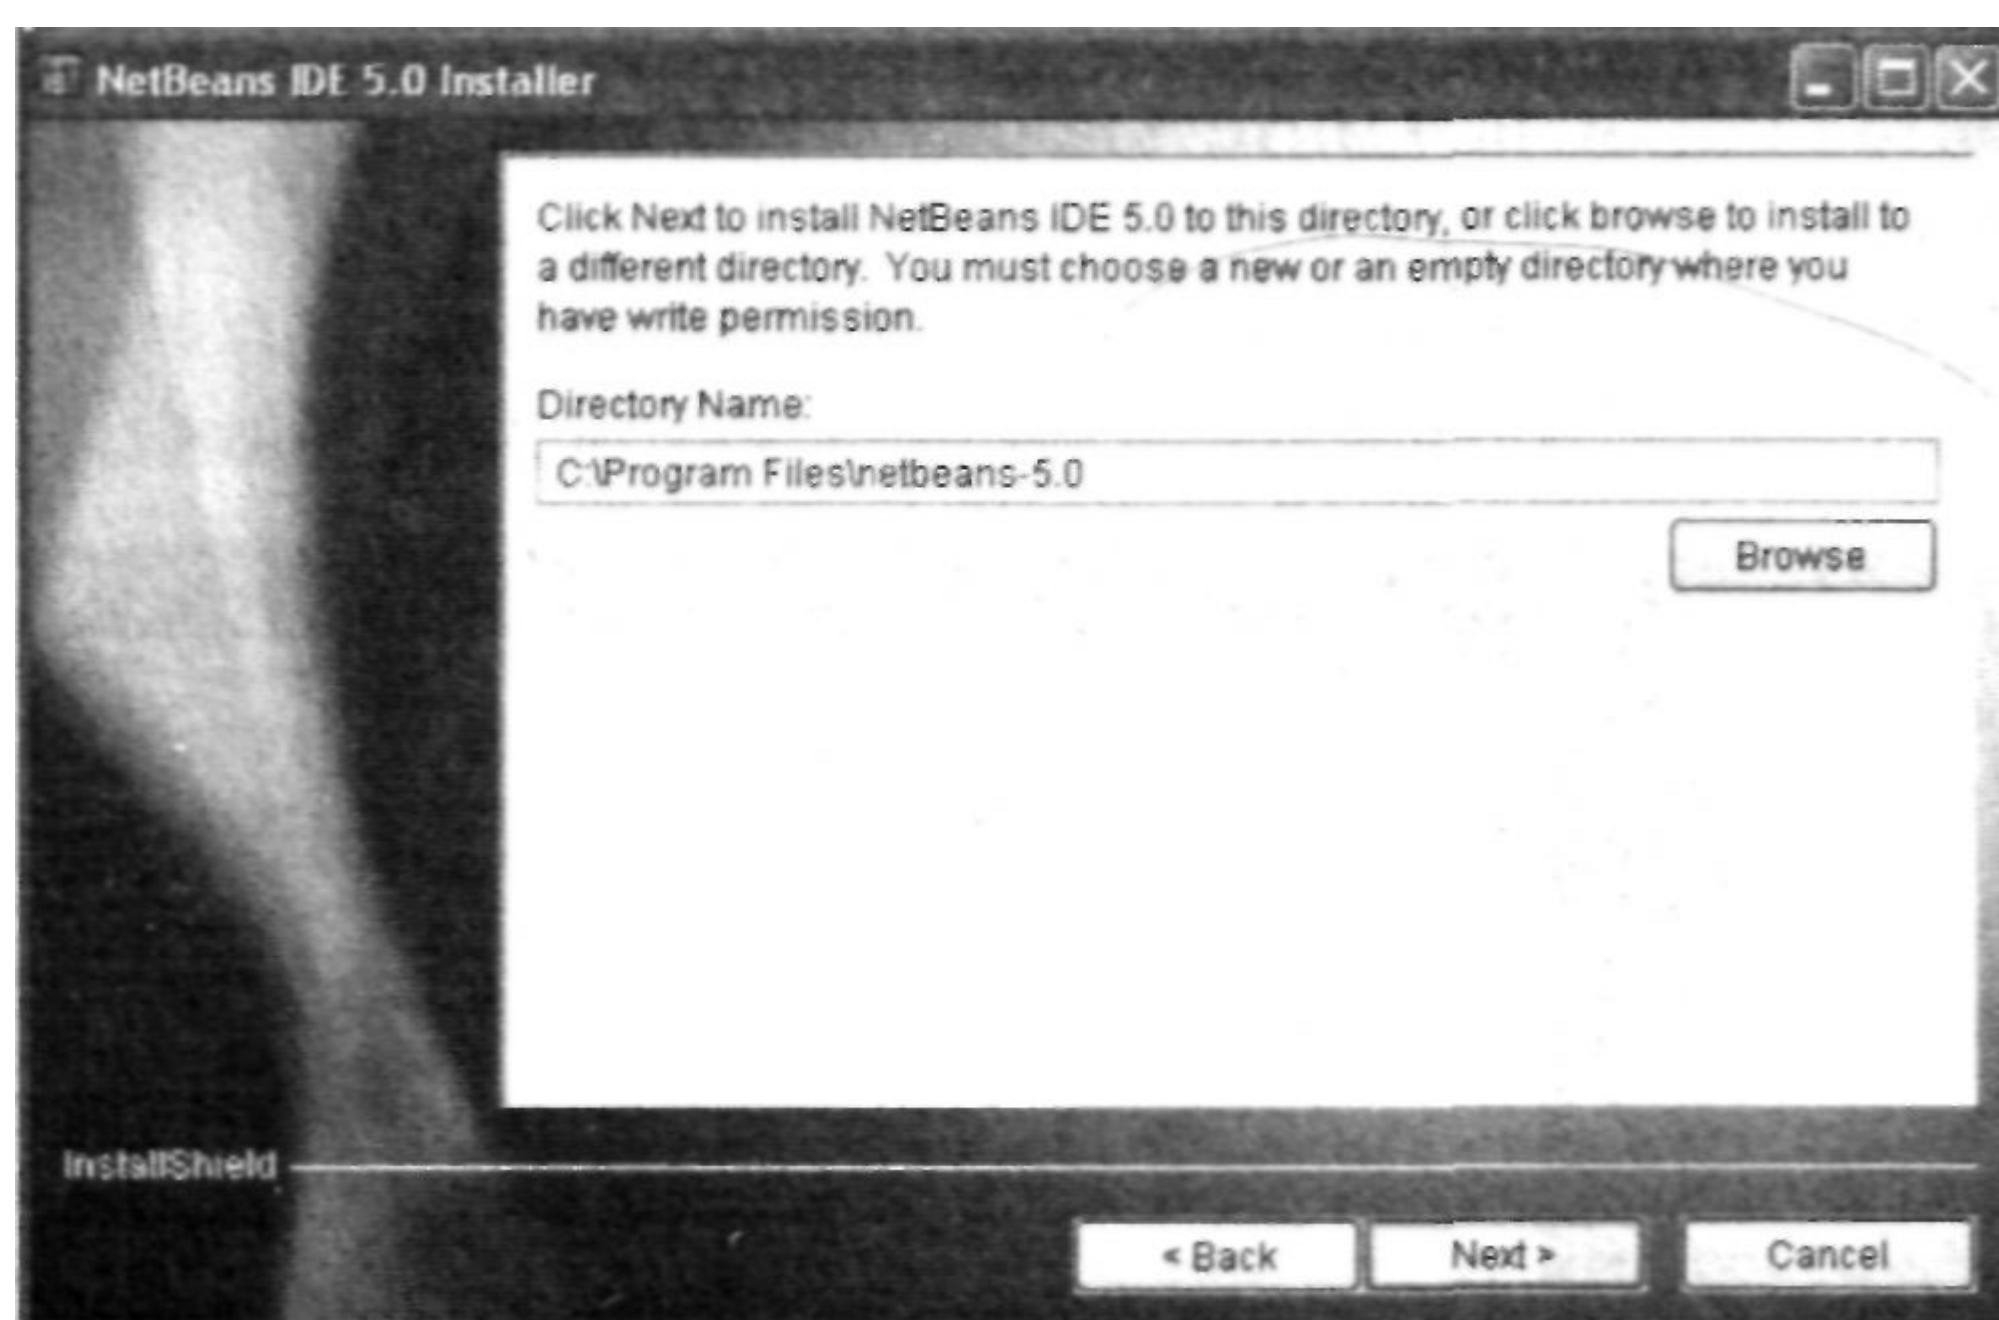 NetBeans IDE 5.0 Installer
Click Next to install NetBeans IDE 5.0 to this directory, or click browse to install to
a different directory. You must choose a new or an empty directory where you
have write permission.
Directory Name:
C:\Program Files\netbeans-5.0
Browse
InstallShield
< Back
Next >
Cancel